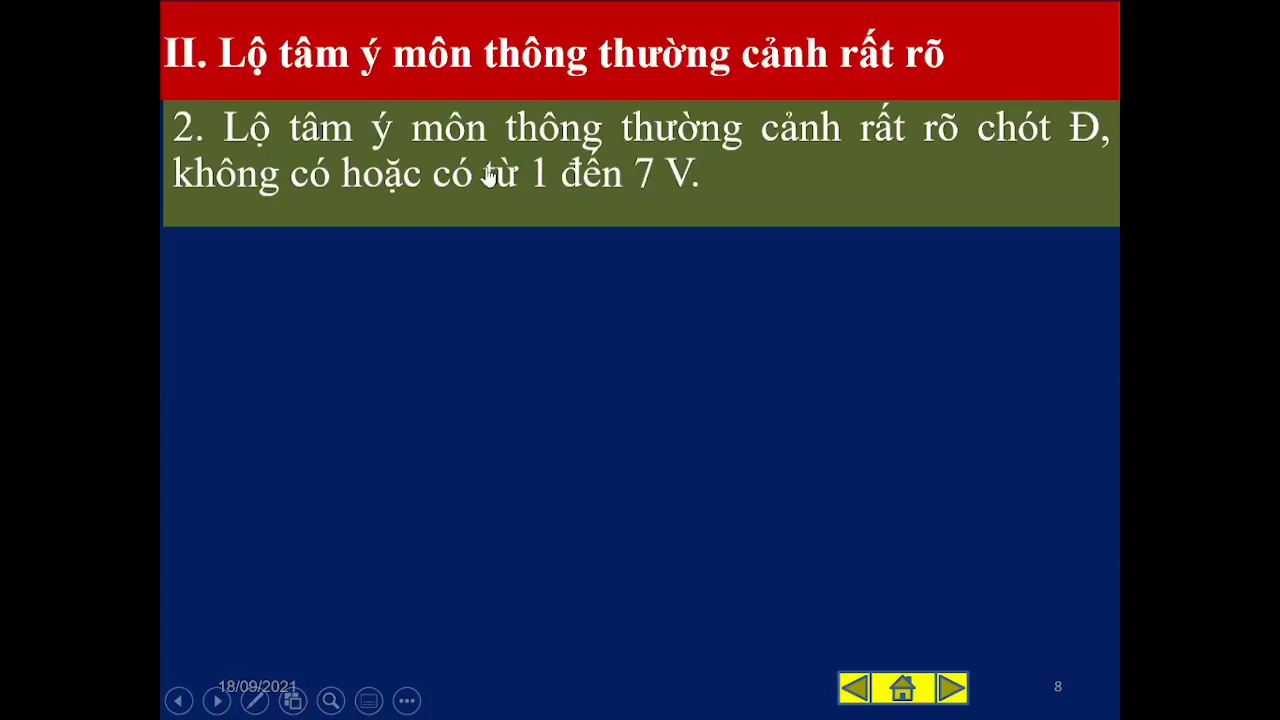 II. Lộ tâm ý môn thông thường cảnh rất rõ
2. Lộ tâm ý môn thông thường cảnh rất rõ chót Đ,
không có hoặc có từ 1 đến 7 V.
18/09/2021
8